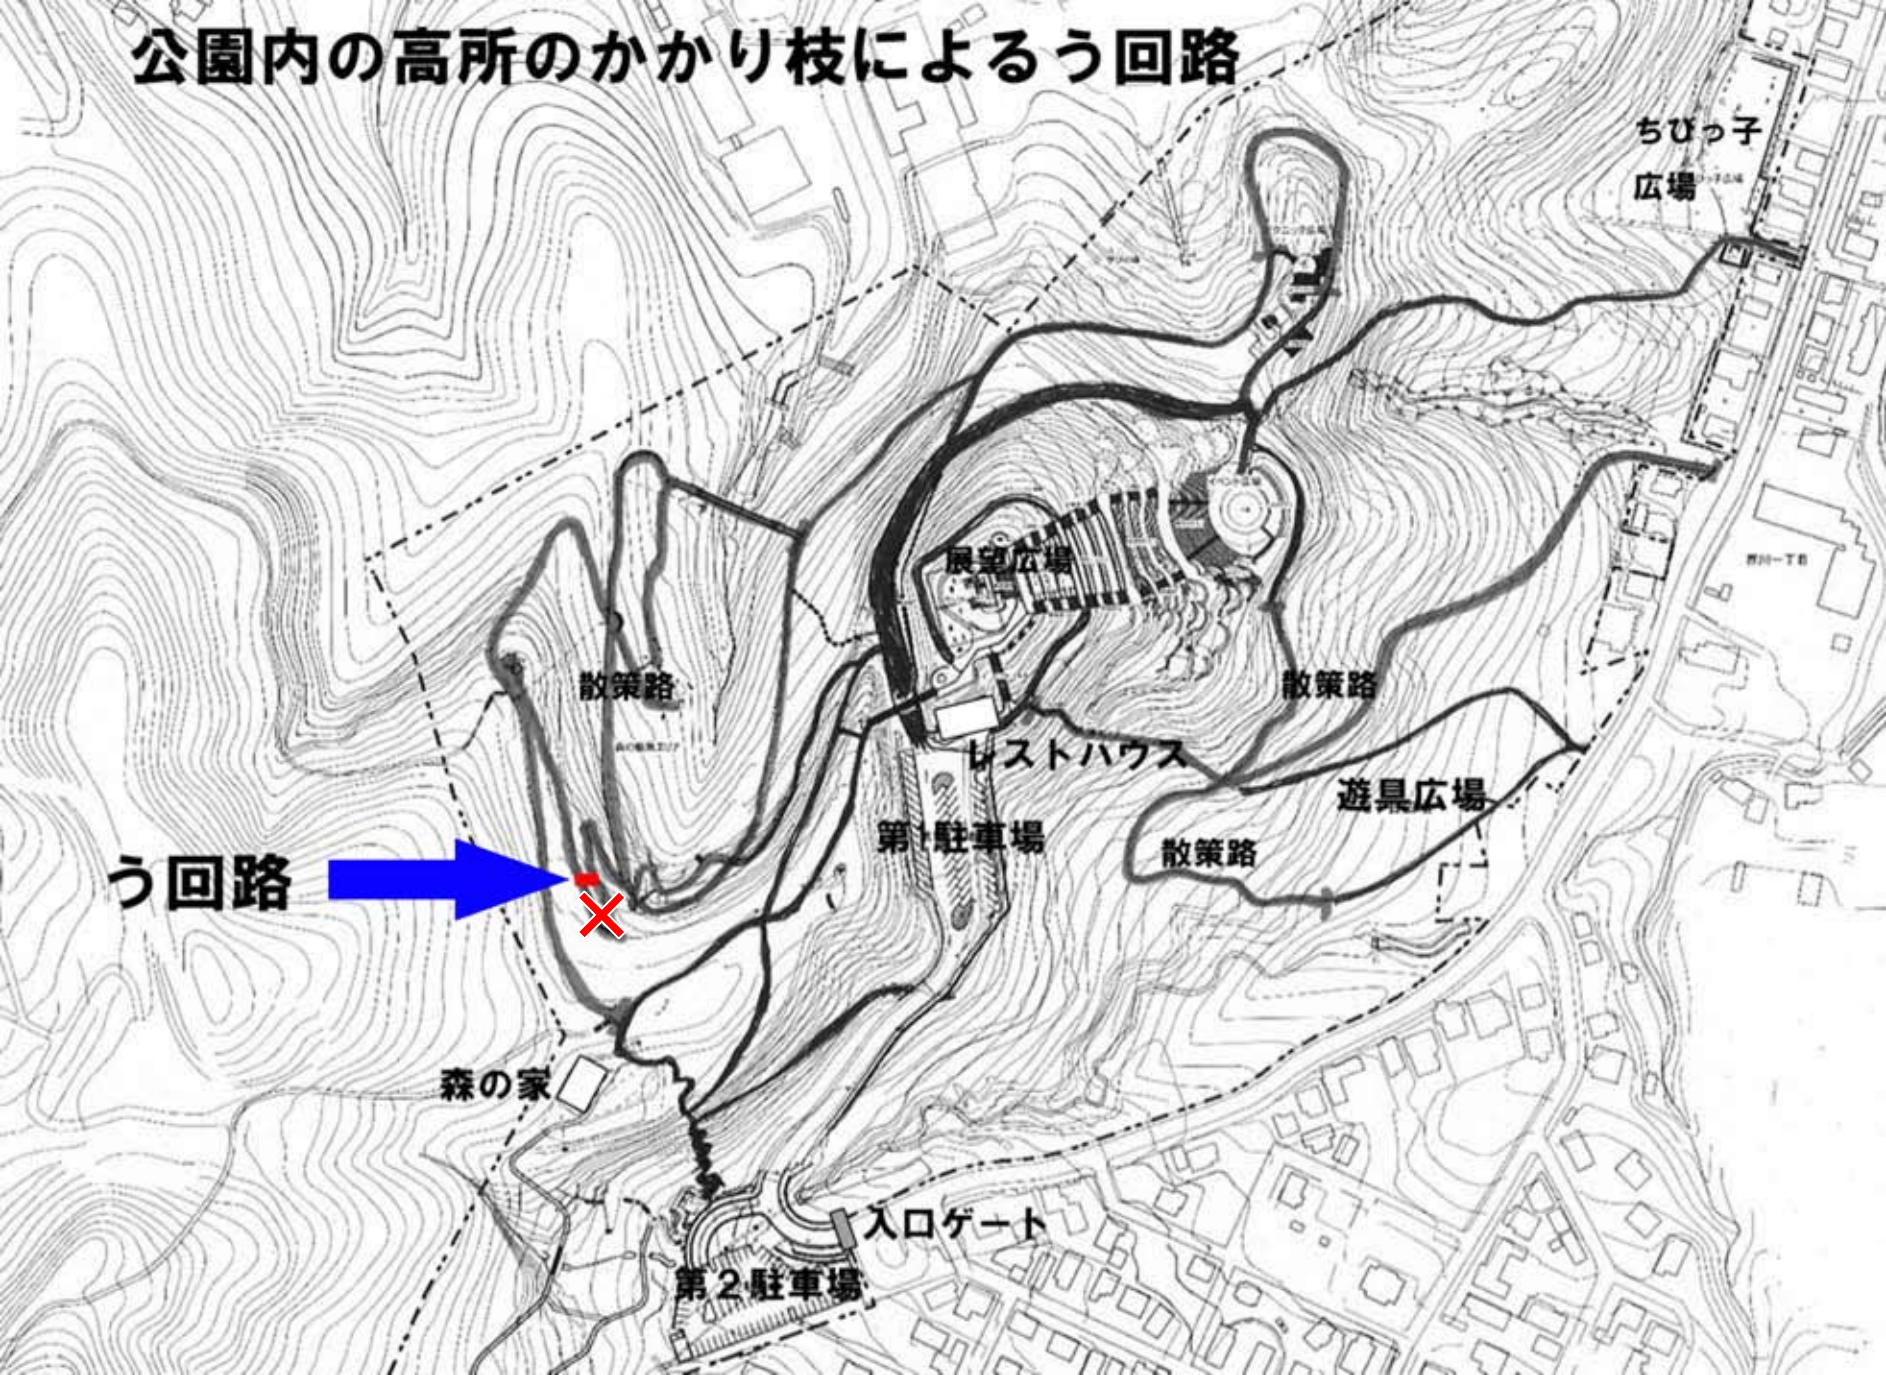 公園内の高所のかかり枝によるう回路
ちびっ子
広場
展望広場
散策路
散策路
レストハウス
遊具広場
第1駐車場
散策路
う回路
森の家
入口ゲート
第2駐車場